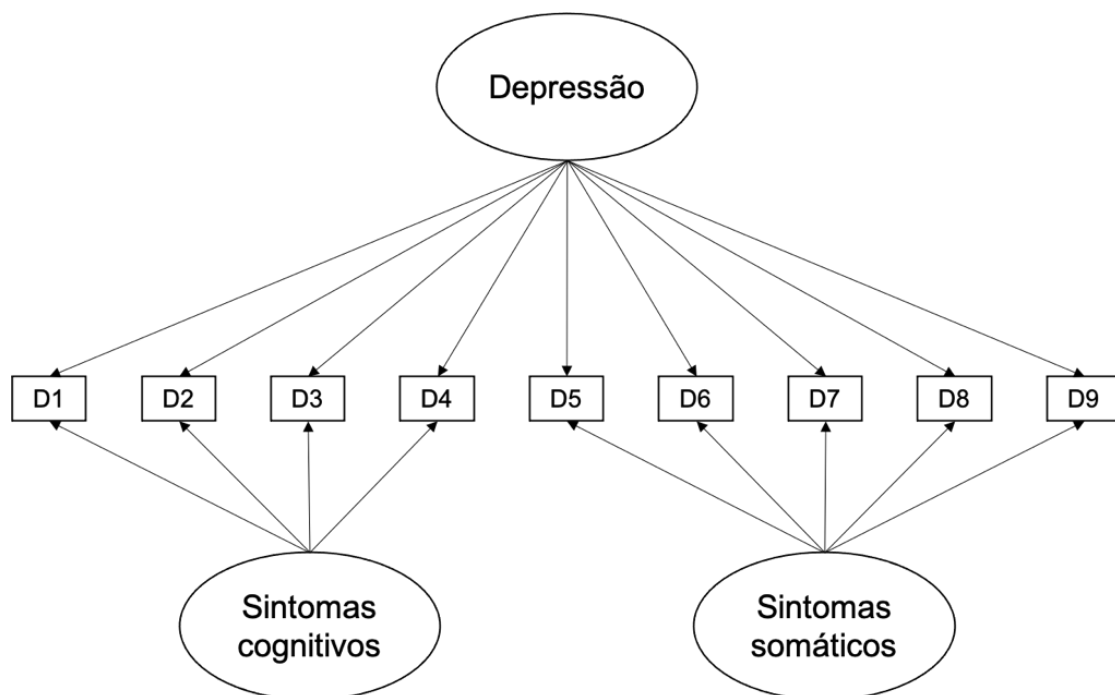 Depressão
D1 D2 D3 D4 D5 D6 D7 D8 D9
Sintomas
cognitivos
Sintomas
somáticos